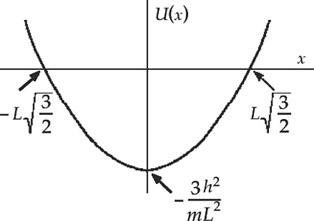 U(x)
x
-L√(3/2)
L√(3/2)
-3h²/mL²